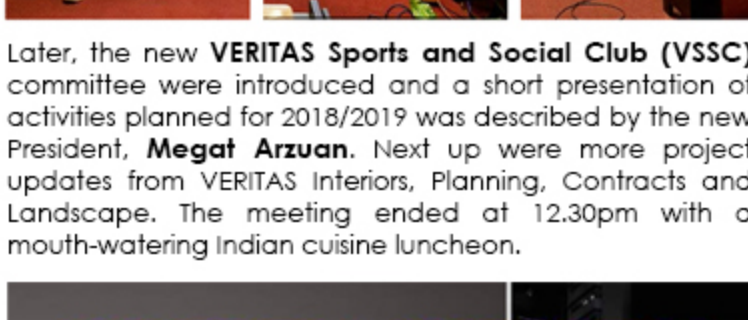 Later, the new VERITAS Sports and Social Club (VSSC)
committee were introduced and a short presentation of
activities planned for 2018/2019 was described by the new
President, Megat Arzuan. Next up were more project
updates from VERITAS Interiors, Planning, Contracts and
Landscape. The meeting ended at 12.30pm with a
mouth-watering Indian cuisine luncheon.